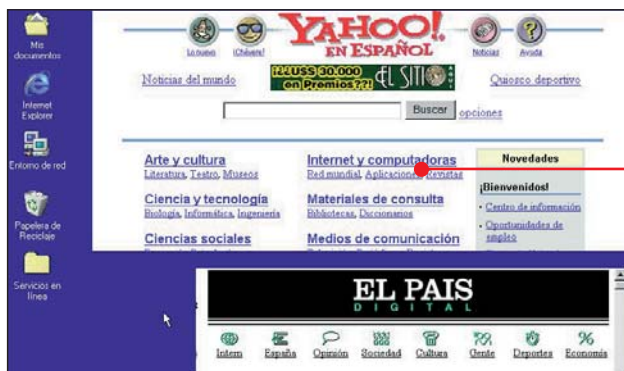 Mis
documentos
Internet
Explorer
Entorno de red
Papelera de
Reciclaje
Servicios en
línea
YAHOO!
EN ESPAÑOL
Lo nuevo ¡Chévere! Noticias Ayuda
Noticias del mundo
US$ 30.000
en Premios??!
EL SITIO
Quiosco deportivo
Buscar opciones
Arte y cultura
Literatura, Teatro, Museos
Ciencia y tecnología
Biología, Informática, Ingeniería
Ciencias sociales
Internet y computadoras
Red mundial, Aplicaciones, Revistas
Materiales de consulta
Bibliotecas, Diccionarios
Medios de comunicación
Novedades
¡Bienvenidos!
· Centro de información
· Oportunidades de
empleo
EL PAIS
DIGITAL
Intern España Opinión Sociedad Cultura Gente Deportes Economía